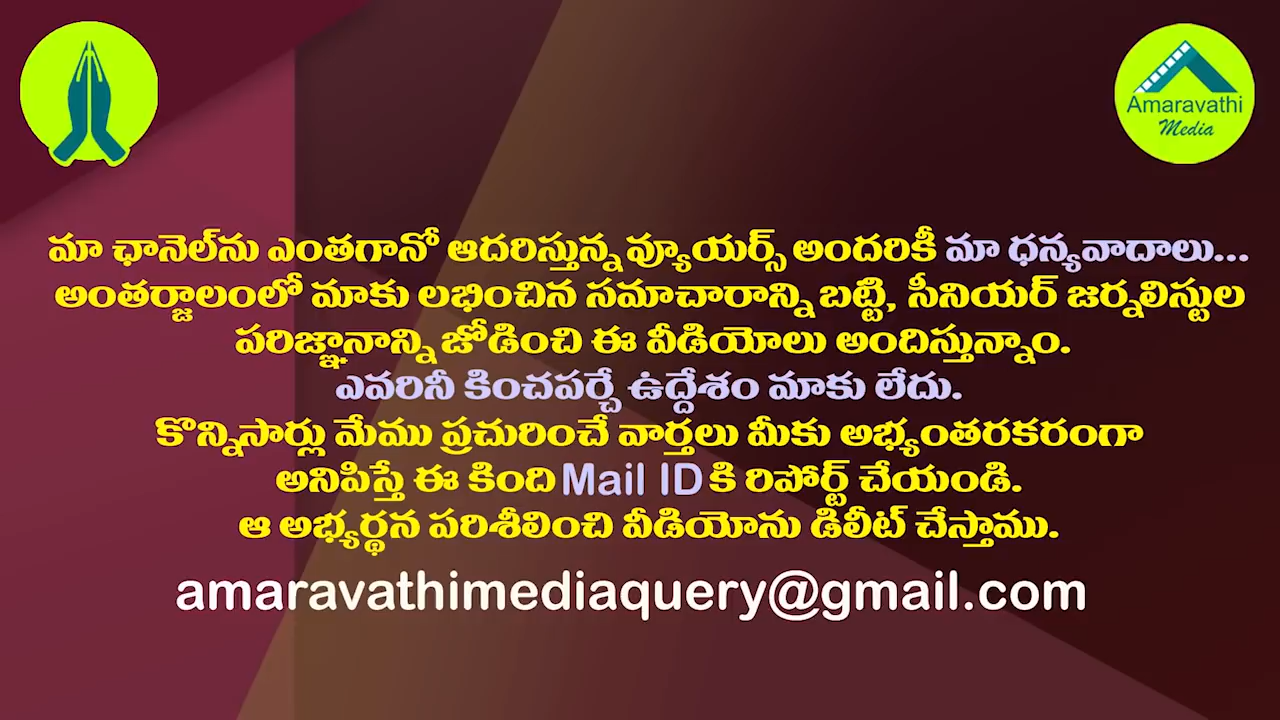 Amaravathi
Media
మా ఛానెల్‌ను ఎంతగానో ఆదరిస్తున్న వ్యూయర్స్ అందరికీ మా ధన్యవాదాలు...
అంతర్జాలంలో మాకు లభించిన సమాచారాన్ని బట్టి, సీనియర్ జర్నలిస్టుల
పరిజ్ఞానాన్ని జోడించి ఈ వీడియోలు అందిస్తున్నాం.
ఎవరినీ కించపర్చే ఉద్దేశం మాకు లేదు.
కొన్నిసార్లు మేము ప్రచురించే వార్తలు మీకు అభ్యంతరకరంగా
అనిపిస్తే ఈ కింది Mail ID కి రిపోర్ట్ చేయండి.
ఆ అభ్యర్థన పరిశీలించి వీడియోను డిలీట్ చేస్తాము.
amaravathimediaquery@gmail.com